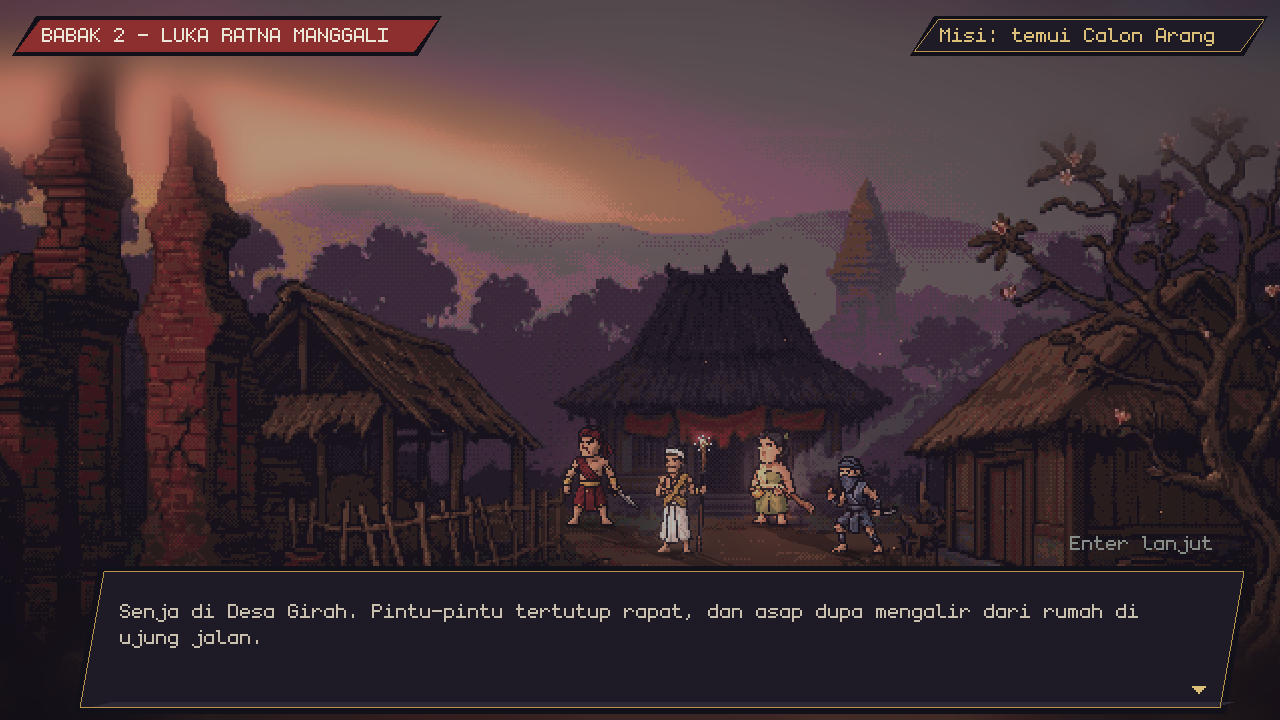 BABAK 2 - LUKA RATNA MANGGALI
Misi: temui Calon Arang
Enter lanjut
Senja di Desa Girah. Pintu-pintu tertutup rapat, dan asap dupa mengalir dari rumah di
ujung jalan.